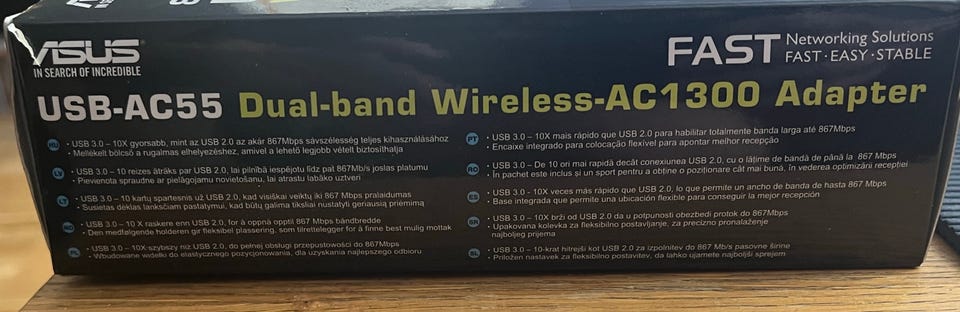 ASUS
IN SEARCH OF INCREDIBLE
FAST Networking Solutions
FAST · EASY · STABLE
USB-AC55 Dual-band Wireless-AC1300 Adapter
HU · USB 3.0 – 10X gyorsabb, mint az USB 2.0 az akár 867Mbps sávszélesség teljes kihasználásához
· Mellékelt bölcső a rugalmas elhelyezéshez, amivel a lehető legjobb vételt biztosíthatja
LV · USB 3.0 – 10 reizes ātrāks par USB 2.0, lai pilnībā iespējotu līdz pat 867Mb/s joslas platumu
· Pievienota spraudne ar pielāgojamu novietošanu, lai atrastu labāko uztveri
LT · USB 3.0 – 10 kartų spartesnis už USB 2.0, kad visiškai veiktų iki 867 Mbps pralaidumas
· Susietas dėklas lanksčiam pastatymui, kad būtų galima tiksliai nustatyti geriausią priėmimą
NO · USB 3.0 – 10 X raskere enn USB 2.0, for å oppnå opptil 867 Mbps båndbredde
· Den medfølgende holderen gir fleksibel plassering, som tilrettelegger for å finne best mulig mottak
PL · USB 3.0 – 10X szybszy niż USB 2.0, do pełnej obsługi przepustowości do 867Mbps
· Wbudowane widełki do elastycznego pozycjonowania, dla uzyskania najlepszego odbioru
PT · USB 3.0 – 10X mais rápido que USB 2.0 para habilitar totalmente banda larga até 867Mbps
· Encaixe integrado para colocação flexível para apontar melhor recepção
RO · USB 3.0 – De 10 ori mai rapidă decât conexiunea USB 2.0, cu o lățime de bandă de până la 867 Mbps
· În pachet este inclus și un sport pentru a obține o poziționare cât mai bună, în vederea optimizării recepției
ES · USB 3.0 - 10X veces más rápido que USB 2.0, lo que permite un ancho de banda de hasta 867 Mbps
· Base integrada que permite una ubicación flexible para conseguir la mejor recepción
SR · USB 3.0 – 10X brži od USB 2.0 da u potpunosti obezbedi protok do 867Mbps
· Upakovana kolevka za fleksibilno postavljanje, za precizno pronalaženje
najboljeg prijema
SL · USB 3.0 – 10-krat hitrejši kot USB 2.0 za izpolnitev do 867 Mb/s pasovne širine
· Priložen nastavek za fleksibilno postavitev, da lahko ujamete najboljši sprejem